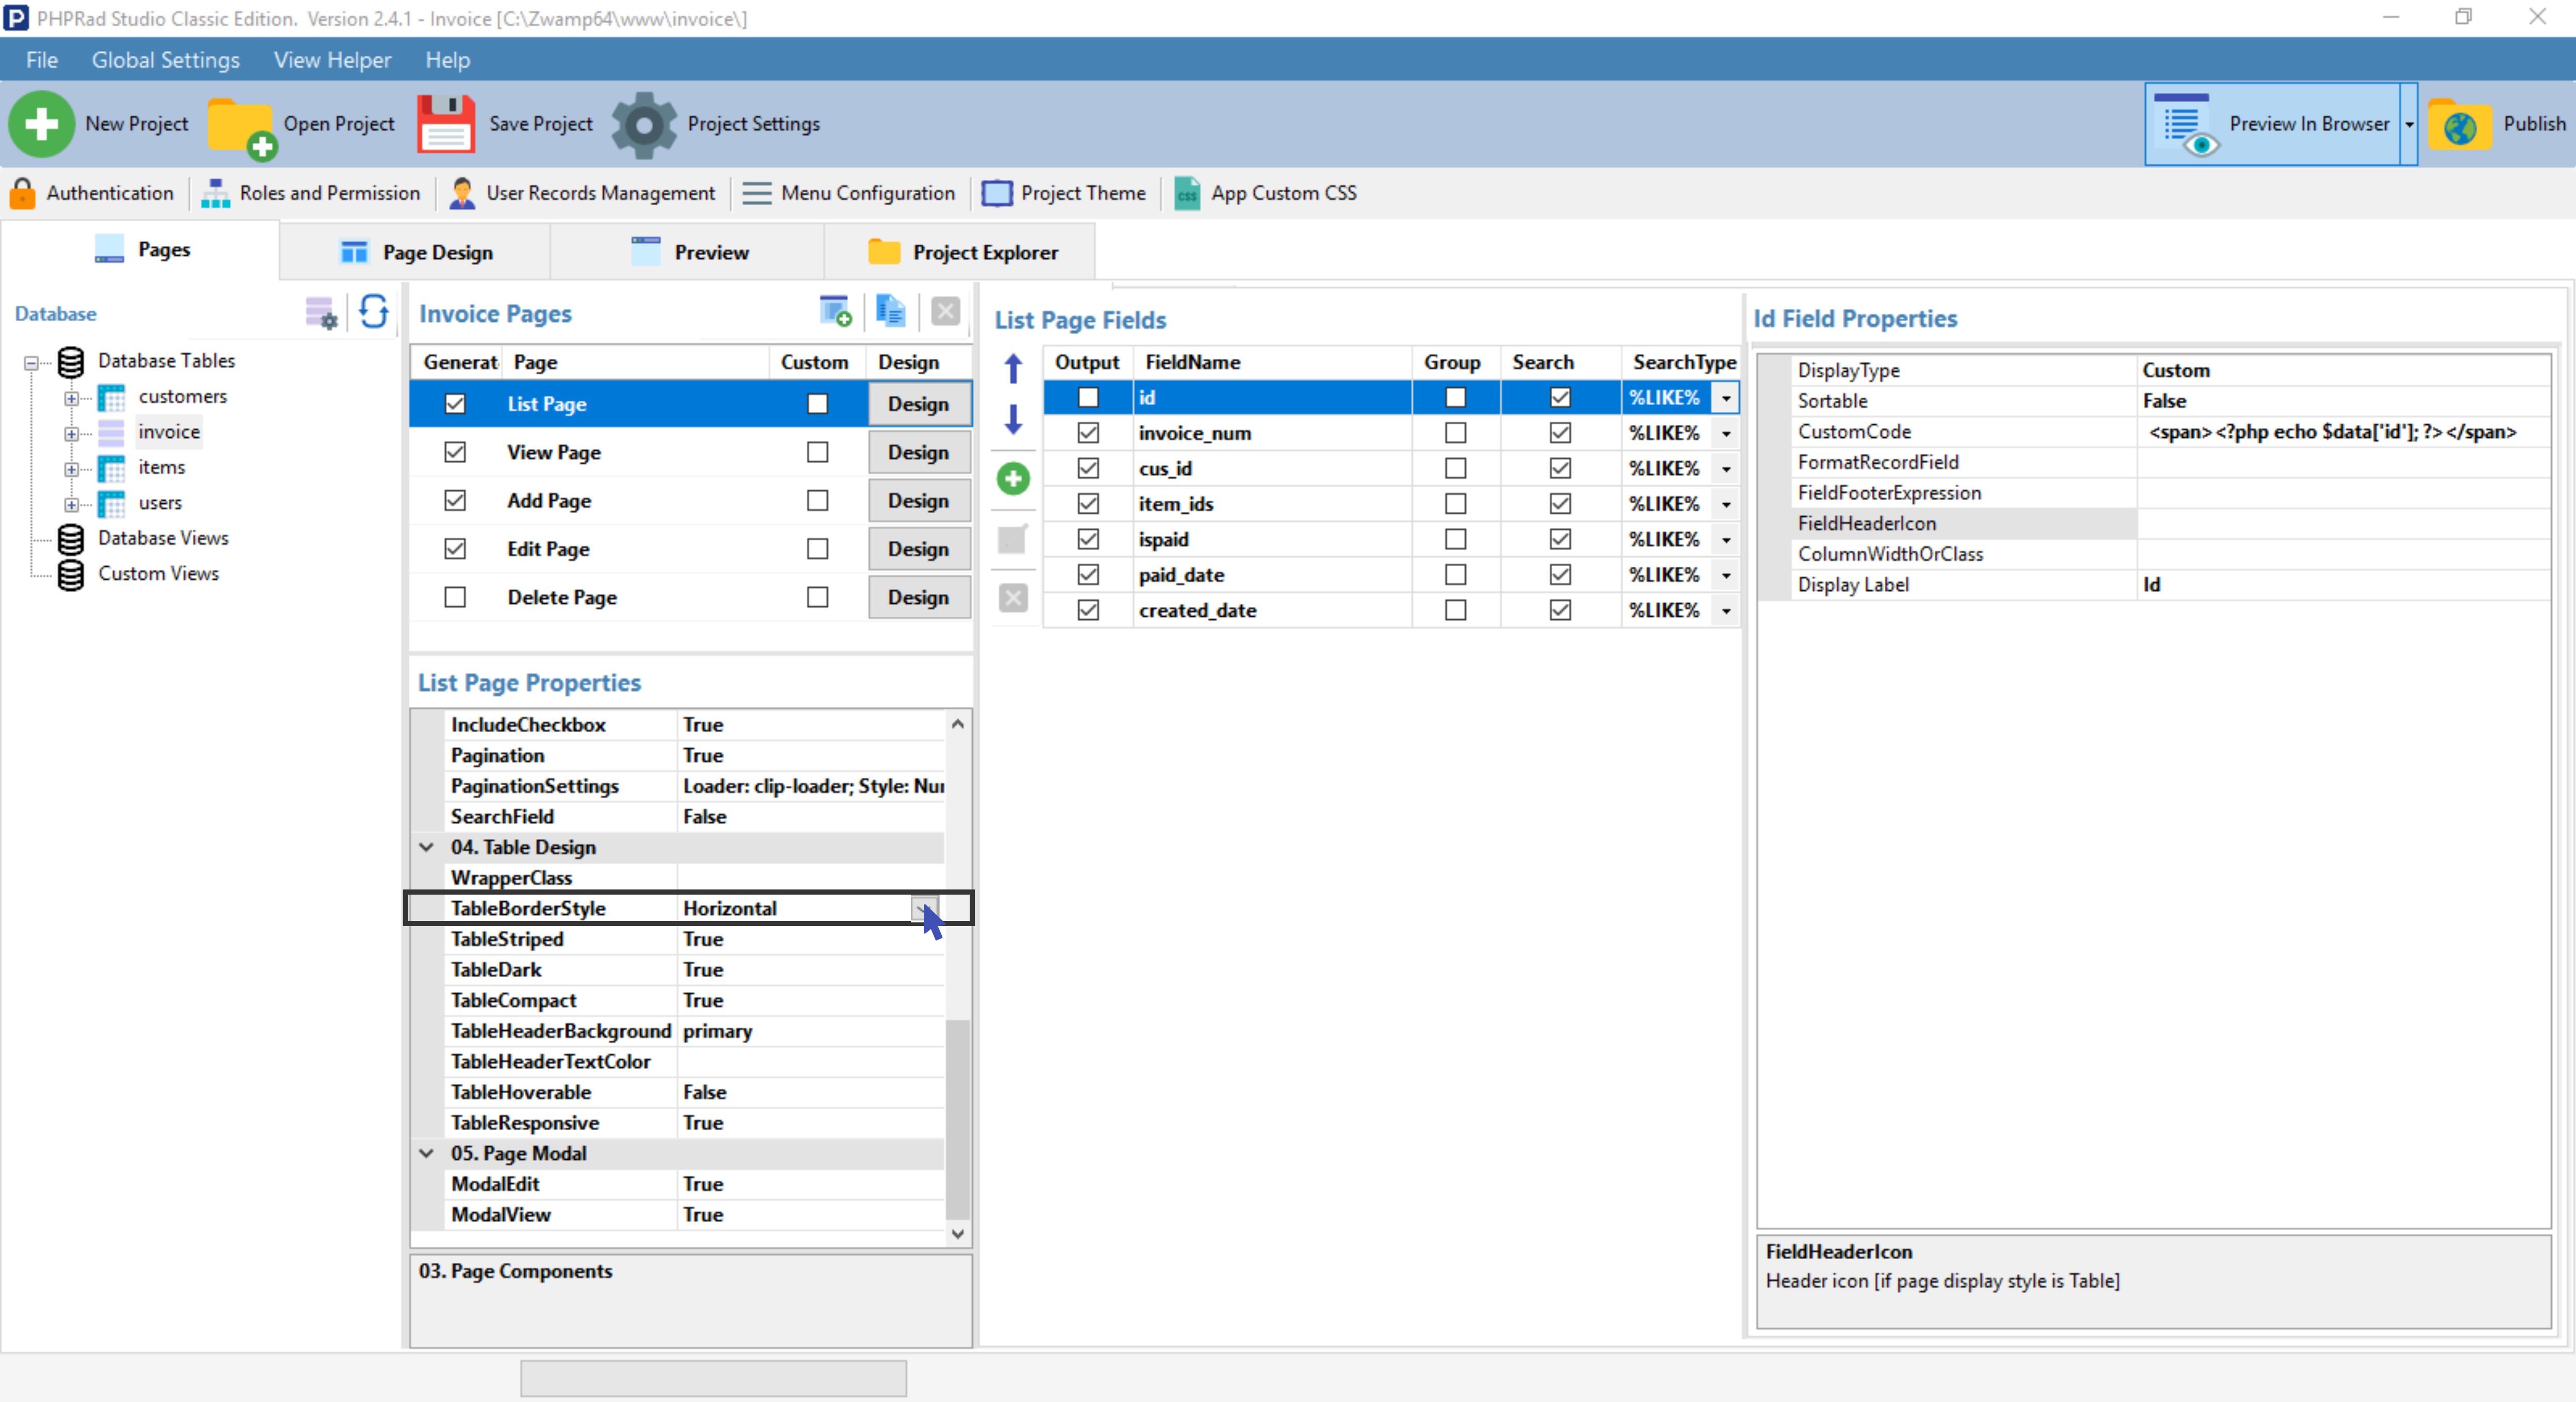 PHPRad Studio Classic Edition. Version 2.4.1 - Invoice [C:\Zwamp64\www\invoice\]
File Global Settings View Helper Help
New Project Open Project Save Project Project Settings Preview In Browser Publish
Authentication Roles and Permission User Records Management Menu Configuration Project Theme App Custom CSS
Pages Page Design Preview Project Explorer
Database
Database Tables
customers
invoice
items
users
Database Views
Custom Views
Invoice Pages
Generat Page Custom Design
List Page Design
View Page Design
Add Page Design
Edit Page Design
Delete Page Design
List Page Properties
IncludeCheckbox True
Pagination True
PaginationSettings Loader: clip-loader; Style: Nur
SearchField False
04. Table Design
WrapperClass
TableBorderStyle Horizontal
TableStriped True
TableDark True
TableCompact True
TableHeaderBackground primary
TableHeaderTextColor
TableHoverable False
TableResponsive True
05. Page Modal
ModalEdit True
ModalView True
03. Page Components
List Page Fields
Output FieldName Group Search SearchType
id %LIKE%
invoice_num %LIKE%
cus_id %LIKE%
item_ids %LIKE%
ispaid %LIKE%
paid_date %LIKE%
created_date %LIKE%
Id Field Properties
DisplayType Custom
Sortable False
CustomCode <span><?php echo $data['id']; ?></span>
FormatRecordField
FieldFooterExpression
FieldHeaderIcon
ColumnWidthOrClass
Display Label Id
FieldHeaderIcon
Header icon [if page display style is Table]